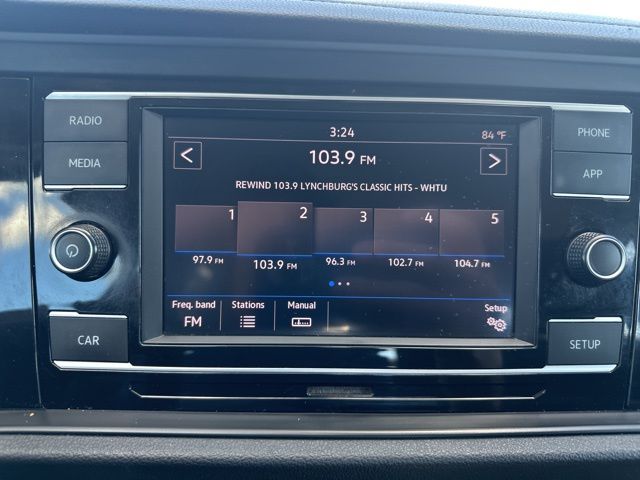 RADIO
MEDIA
CAR
3:24
84 °F
103.9 FM
REWIND 103.9 LYNCHBURG'S CLASSIC HITS - WHTU
1 2 3 4 5
97.9 FM 103.9 FM 96.3 FM 102.7 FM 104.7 FM
Freq. band Stations Manual Setup
FM
PHONE
APP
SETUP